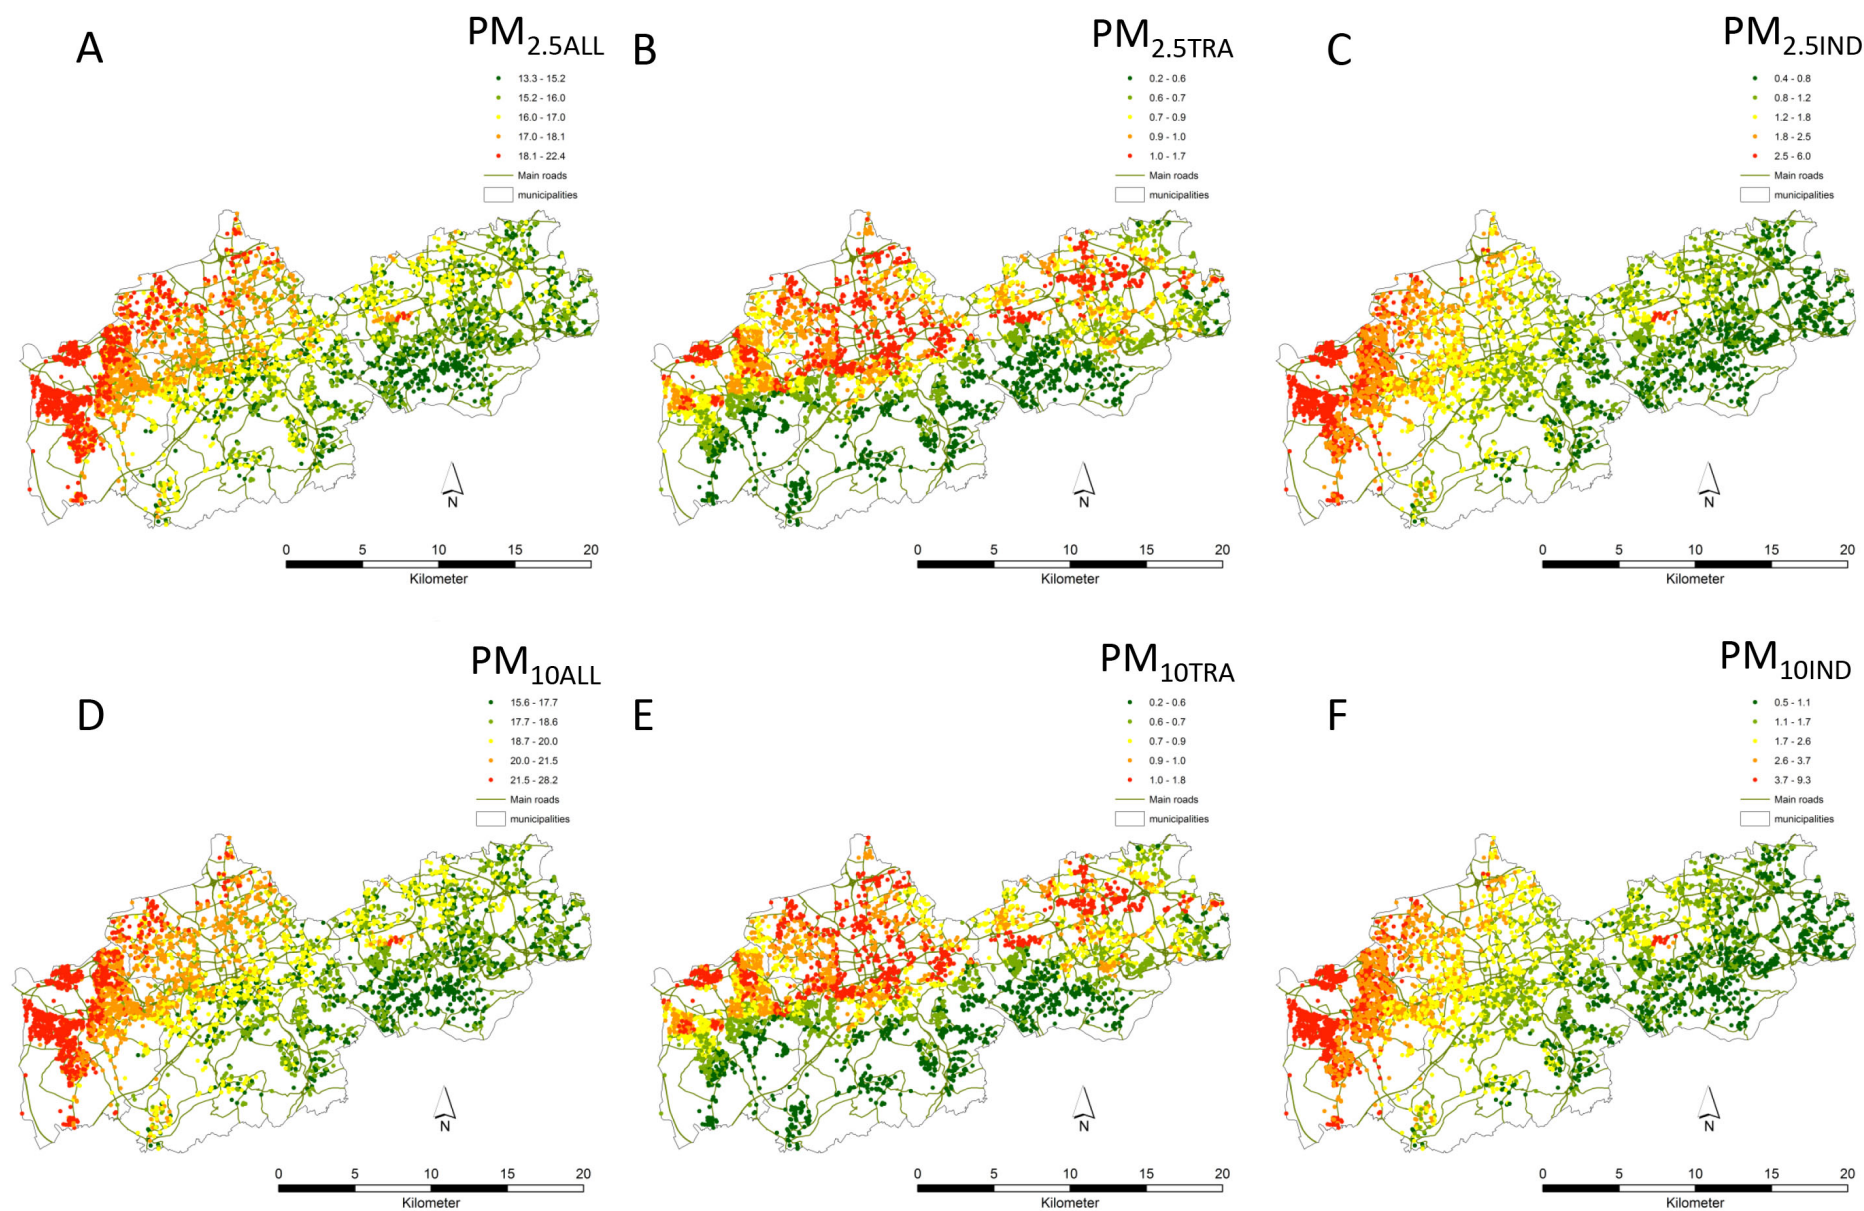 A
PM2.5ALL
13.3 - 15.2
15.2 - 16.0
16.0 - 17.0
17.0 - 18.1
18.1 - 22.4
Main roads
municipalities
N
0 5 10 15 20
Kilometer
B
PM2.5TRA
0.2 - 0.6
0.6 - 0.7
0.7 - 0.9
0.9 - 1.0
1.0 - 1.7
Main roads
municipalities
N
0 5 10 15 20
Kilometer
C
PM2.5IND
0.4 - 0.8
0.8 - 1.2
1.2 - 1.8
1.8 - 2.5
2.5 - 6.0
Main roads
municipalities
N
0 5 10 15 20
Kilometer
D
PM10ALL
15.6 - 17.7
17.7 - 18.6
18.7 - 20.0
20.0 - 21.5
21.5 - 28.2
Main roads
municipalities
N
0 5 10 15 20
Kilometer
E
PM10TRA
0.2 - 0.6
0.6 - 0.7
0.7 - 0.9
0.9 - 1.0
1.0 - 1.8
Main roads
municipalities
N
0 5 10 15 20
Kilometer
F
PM10IND
0.5 - 1.1
1.1 - 1.7
1.7 - 2.6
2.6 - 3.7
3.7 - 9.3
Main roads
municipalities
N
0 5 10 15 20
Kilometer